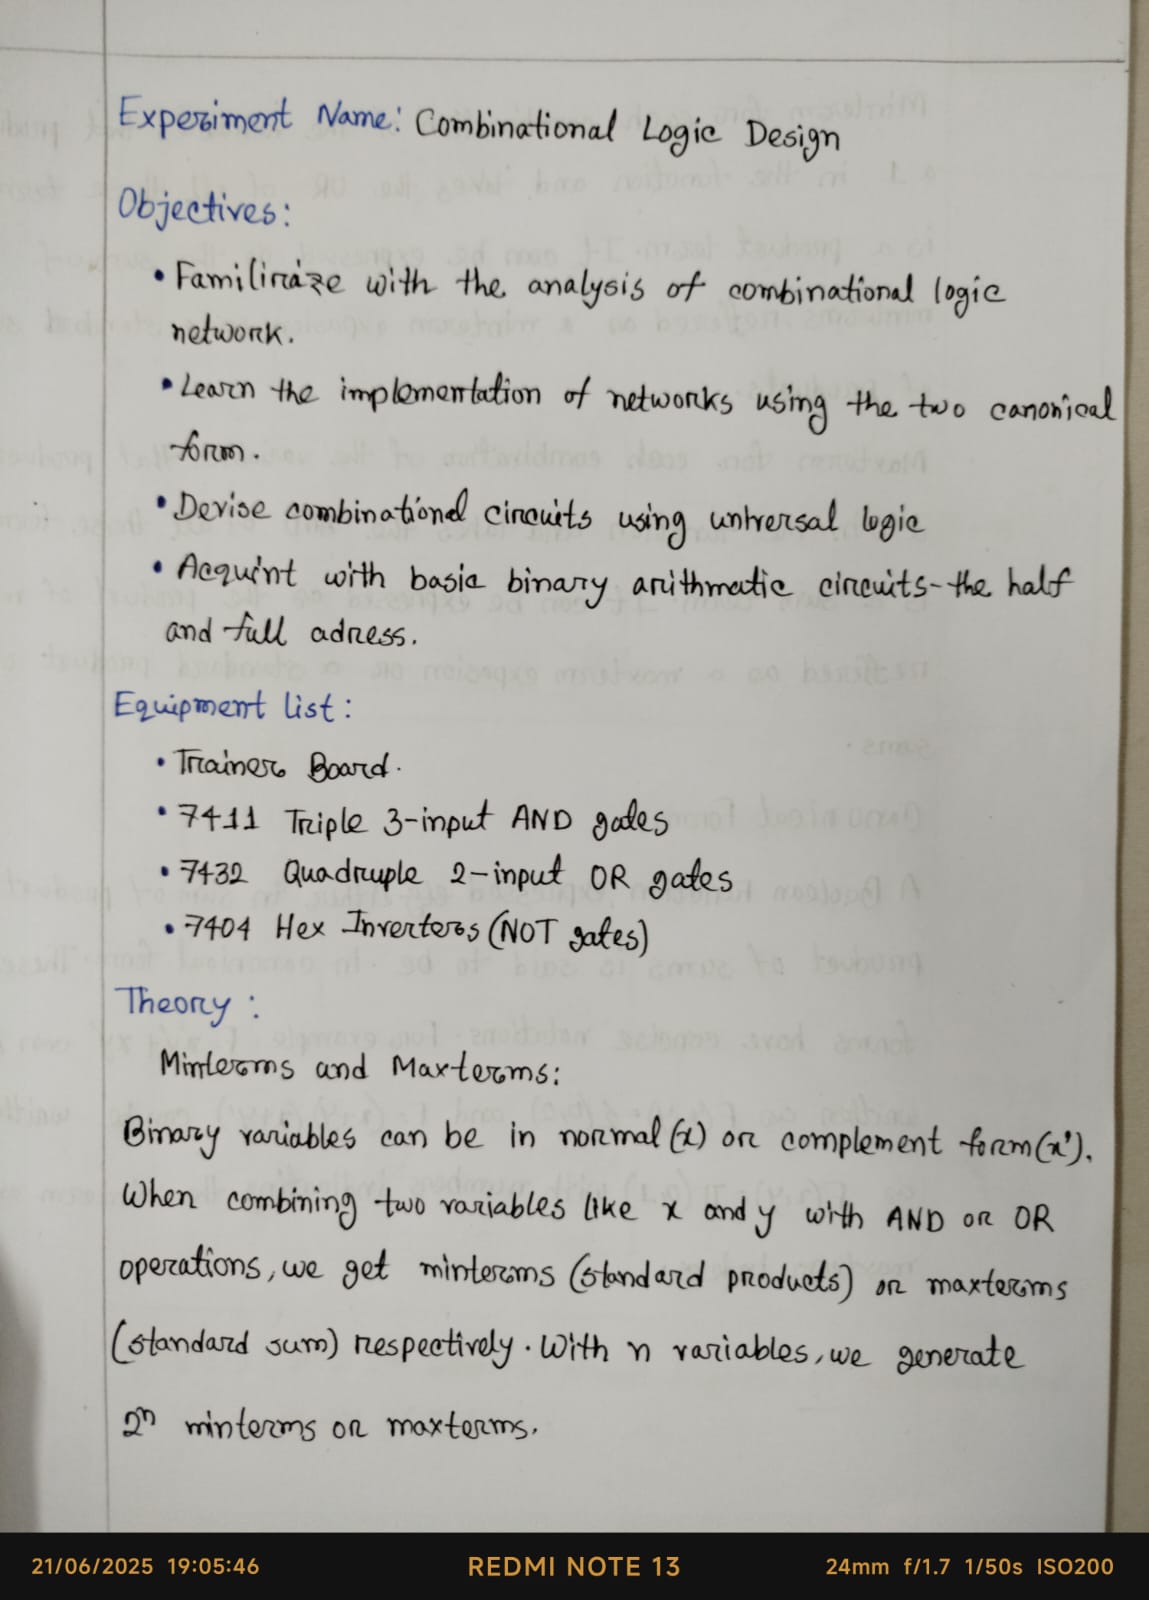 Experiment Name: Combinational Logic Design
Objectives:
• Familiraize with the analysis of combinational logic
network.
• Learn the implementation of networks using the two canonical
form.
• Devise combinational circuits using unversal logic
• Acquint with basic binary arithmatic circuits-the half
and full adress.
Equipment list:
• Trainer Board.
• 7411 Triple 3-input AND gates
• 7432 Quadruple 2-input OR gates
• 7404 Hex Inverters (NOT gates)
Theory:
Minterms and Maxterms:
Binary variables can be in normal (x) or complement form (x').
When combining two variables like x and y with AND or OR
operations, we get minterms (standard products) or maxterms
(standard sum) respectively. With n variables, we generate
2ⁿ minterms or maxterms.
21/06/2025 19:05:46 REDMI NOTE 13 24mm f/1.7 1/50s ISO200